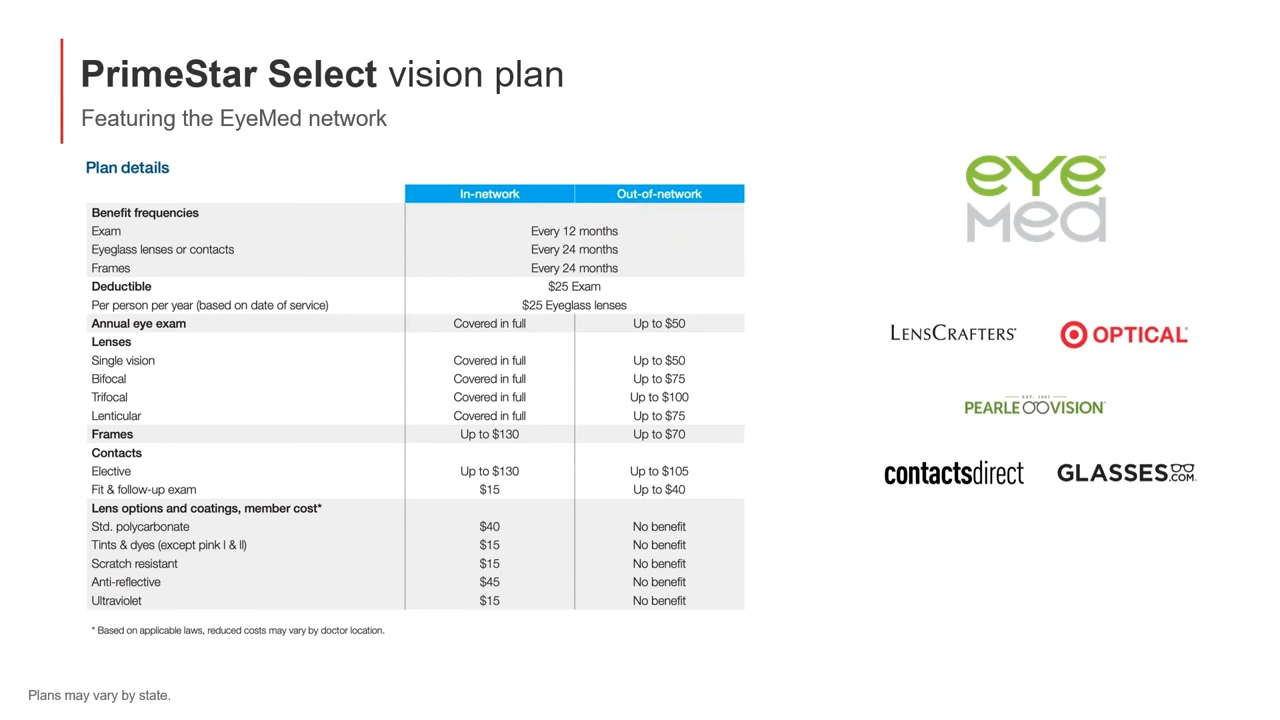 PrimeStar Select vision plan
Featuring the EyeMed network
Plan details
In-network Out-of-network
Benefit frequencies
Exam Every 12 months
Eyeglass lenses or contacts Every 24 months
Frames Every 24 months
Deductible $25 Exam
Per person per year (based on date of service) $25 Eyeglass lenses
Annual eye exam Covered in full Up to $50
Lenses
Single vision Covered in full Up to $50
Bifocal Covered in full Up to $75
Trifocal Covered in full Up to $100
Lenticular Covered in full Up to $75
Frames Up to $130 Up to $70
Contacts
Elective Up to $130 Up to $105
Fit & follow-up exam $15 Up to $40
Lens options and coatings, member cost*
Std. polycarbonate $40 No benefit
Tints & dyes (except pink I & II) $15 No benefit
Scratch resistant $15 No benefit
Anti-reflective $45 No benefit
Ultraviolet $15 No benefit
* Based on applicable laws, reduced costs may vary by doctor location.
eye
Med
LENSCRAFTERS
OPTICAL
EST. 1961
PEARLE VISION
contactsdirect
GLASSES.COM
Plans may vary by state.